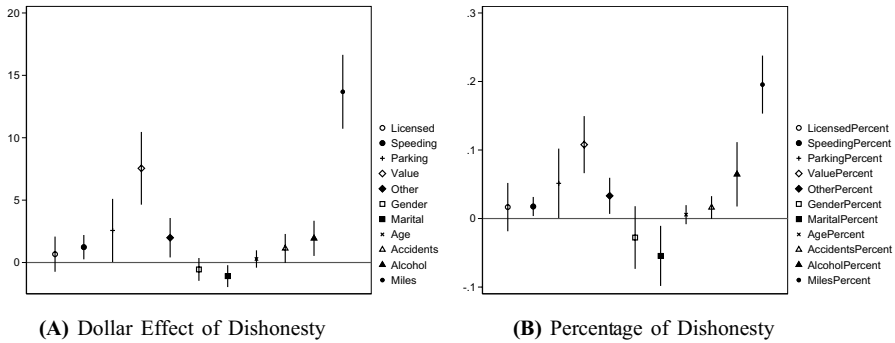 20
15
10
5
0
Licensed
Speeding
Parking
Value
Other
Gender
Marital
Age
Accidents
Alcohol
Miles
(A) Dollar Effect of Dishonesty
.3
.2
.1
0
-.1
LicensedPercent
SpeedingPercent
ParkingPercent
ValuePercent
OtherPercent
GenderPercent
MaritalPercent
AgePercent
AccidentsPercent
AlcoholPercent
MilesPercent
(B) Percentage of Dishonesty